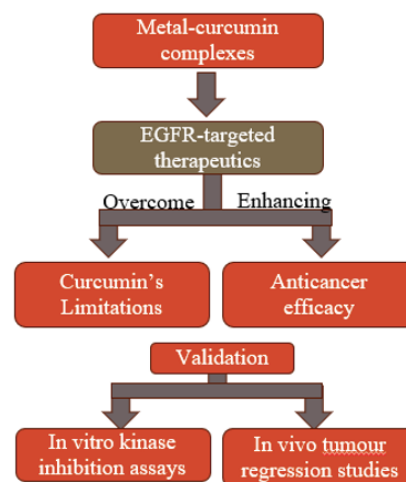 Metal-curcumin
complexes
EGFR-targeted
therapeutics
Overcome Enhancing
Curcumin's
Limitations
Anticancer
efficacy
Validation
In vitro kinase
inhibition assays
In vivo tumour
regression studies